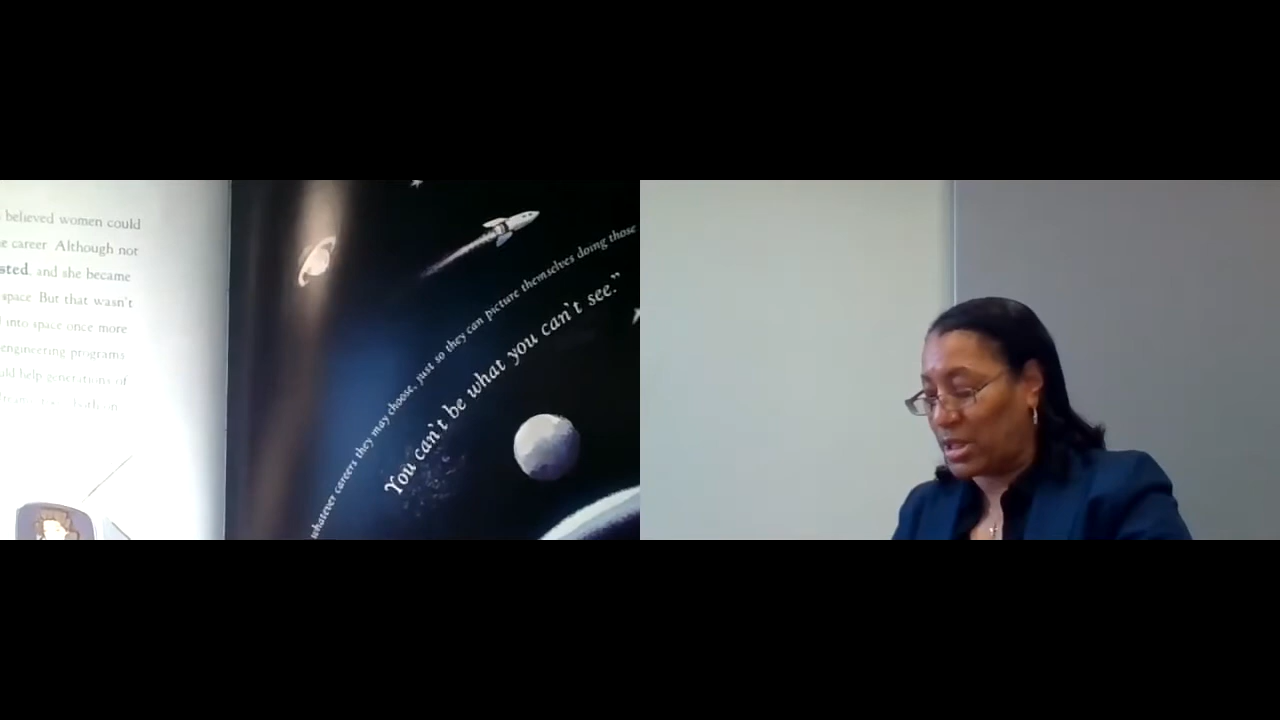 believed women could
career. Although not
sted, and she became
space. But that wasn't
into space once more
engineering programs
uld help generations of
whatever careers they may choose, just so they can picture themselves doing those
You can't be what you can't see."